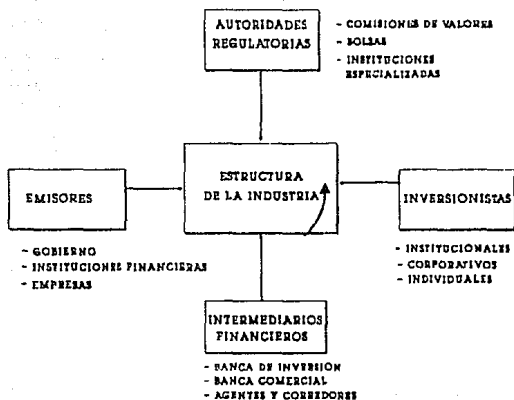 AUTORIDADES
REGULATORIAS
- COMISIONES DE VALORES
- BOLSAS
- INSTITUCIONES
ESPECIALIZADAS
ESTRUCTURA
DE LA INDUSTRIA
EMISORES
- GOBIERNO
- INSTITUCIONES FINANCIERAS
- EMPRESAS
INVERSIONISTAS
- INSTITUCIONALES
- CORPORATIVOS
- INDIVIDUALES
INTERMEDIARIOS
FINANCIEROS
- BANCA DE INVERSIÓN
- BANCA COMERCIAL
- AGENTES Y CORREDORES